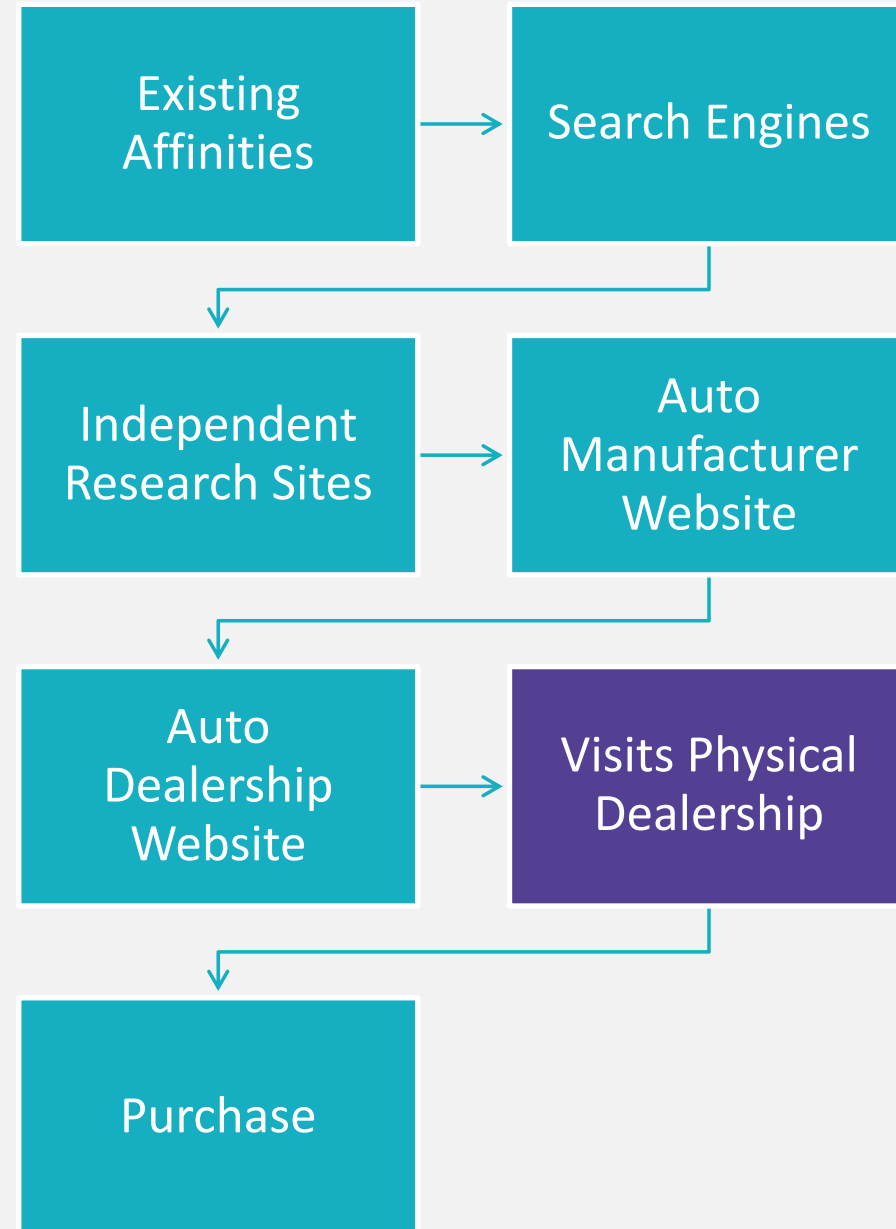 Existing
Affinities
Search Engines
Independent
Research Sites
Auto
Manufacturer
Website
Auto
Dealership
Website
Visits Physical
Dealership
Purchase